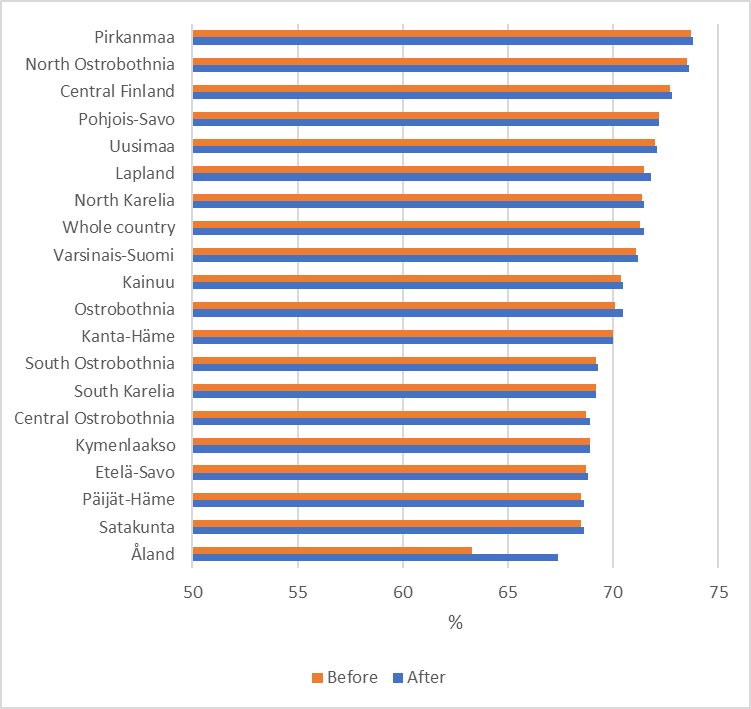 Pirkanmaa
North Ostrobothnia
Central Finland
Pohjois-Savo
Uusimaa
Lapland
North Karelia
Whole country
Varsinais-Suomi
Kainuu
Ostrobothnia
Kanta-Häme
South Ostrobothnia
South Karelia
Central Ostrobothnia
Kymenlaakso
Etelä-Savo
Päijät-Häme
Satakunta
Åland
50 55 60 65 70 75
%
Before After